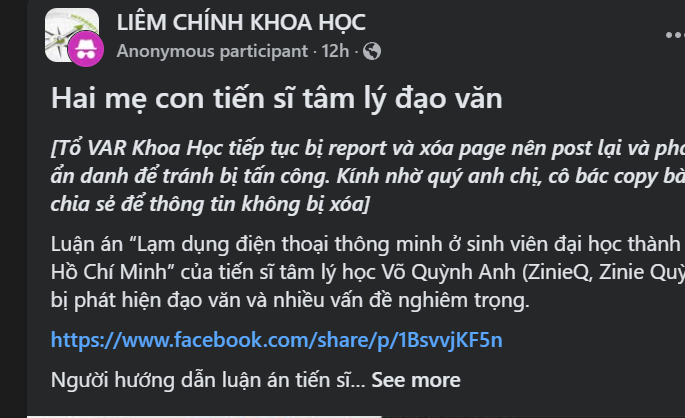 LIÊM CHÍNH KHOA HỌC
Anonymous participant · 12h ·
Hai mẹ con tiến sĩ tâm lý đạo văn
[Tổ VAR Khoa Học tiếp tục bị report và xóa page nên post lại và phả
ẩn danh để tránh bị tấn công. Kính nhờ quý anh chị, cô bác copy bà
chia sẻ để thông tin không bị xóa]
Luận án “Lạm dụng điện thoại thông minh ở sinh viên đại học thành
Hồ Chí Minh” của tiến sĩ tâm lý học Võ Quỳnh Anh (ZinieQ, Zinie Quỳ
bị phát hiện đạo văn và nhiều vấn đề nghiêm trọng.
https://www.facebook.com/share/p/1BsvvjKF5n
Người hướng dẫn luận án tiến sĩ... See more